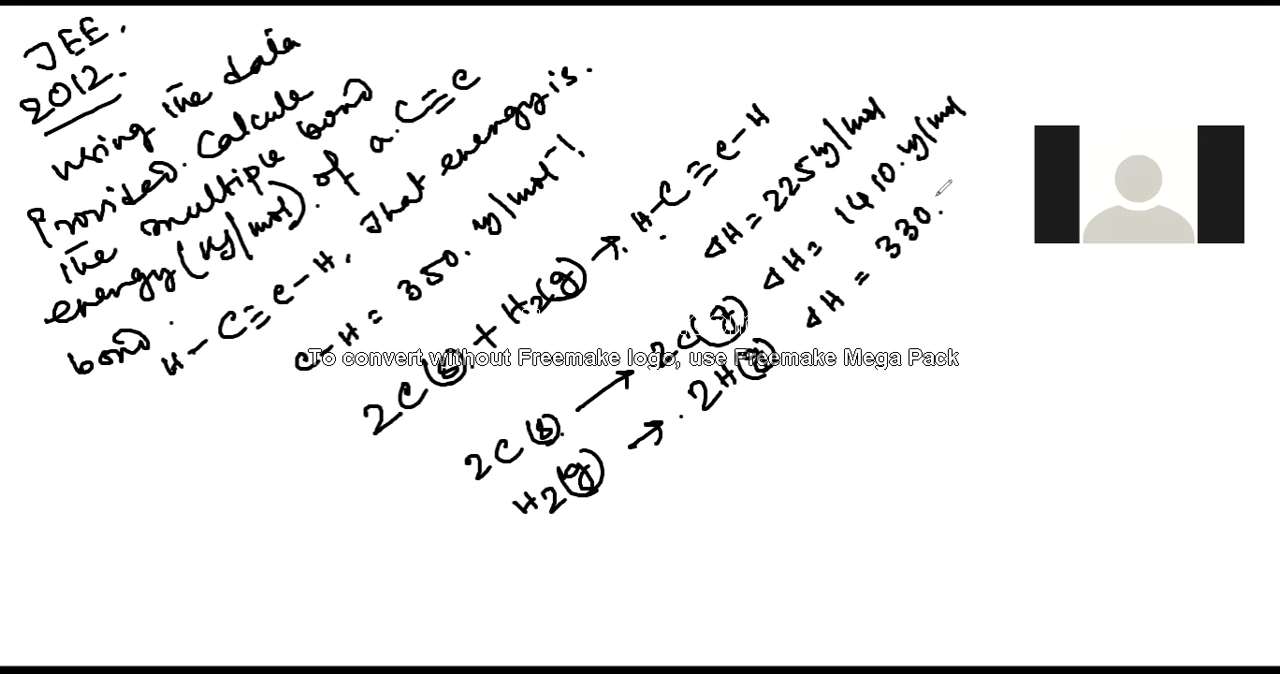 JEE.
2012.
using the data
Provided. Calcule
the multiple bond
energy (kJ/mol). of a. C≡C
bond. H-C≡C-H. That energy is.
C-H = 350. kJ/mol⁻¹.
2C(s) + H2(g) → H-C≡C-H
ΔH = 225 kJ/mol
2C(s) → 2C(g) ΔH = 1410. kJ/mol
H2(g) → 2H(g) ΔH = 330.
To convert without Freemake logo, use Freemake Mega Pack